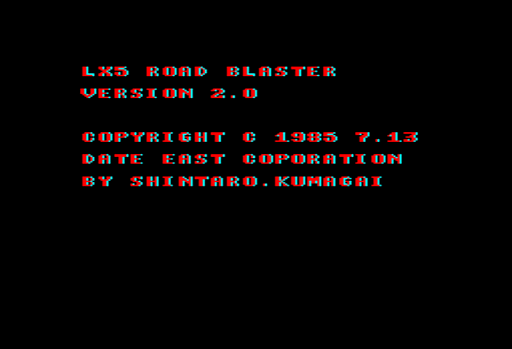 LX5 ROAD BLASTER
VERSION 2.0
COPYRIGHT C 1985 7.13
DATE EAST COPORATION
BY SHINTARO.KUMAGAI